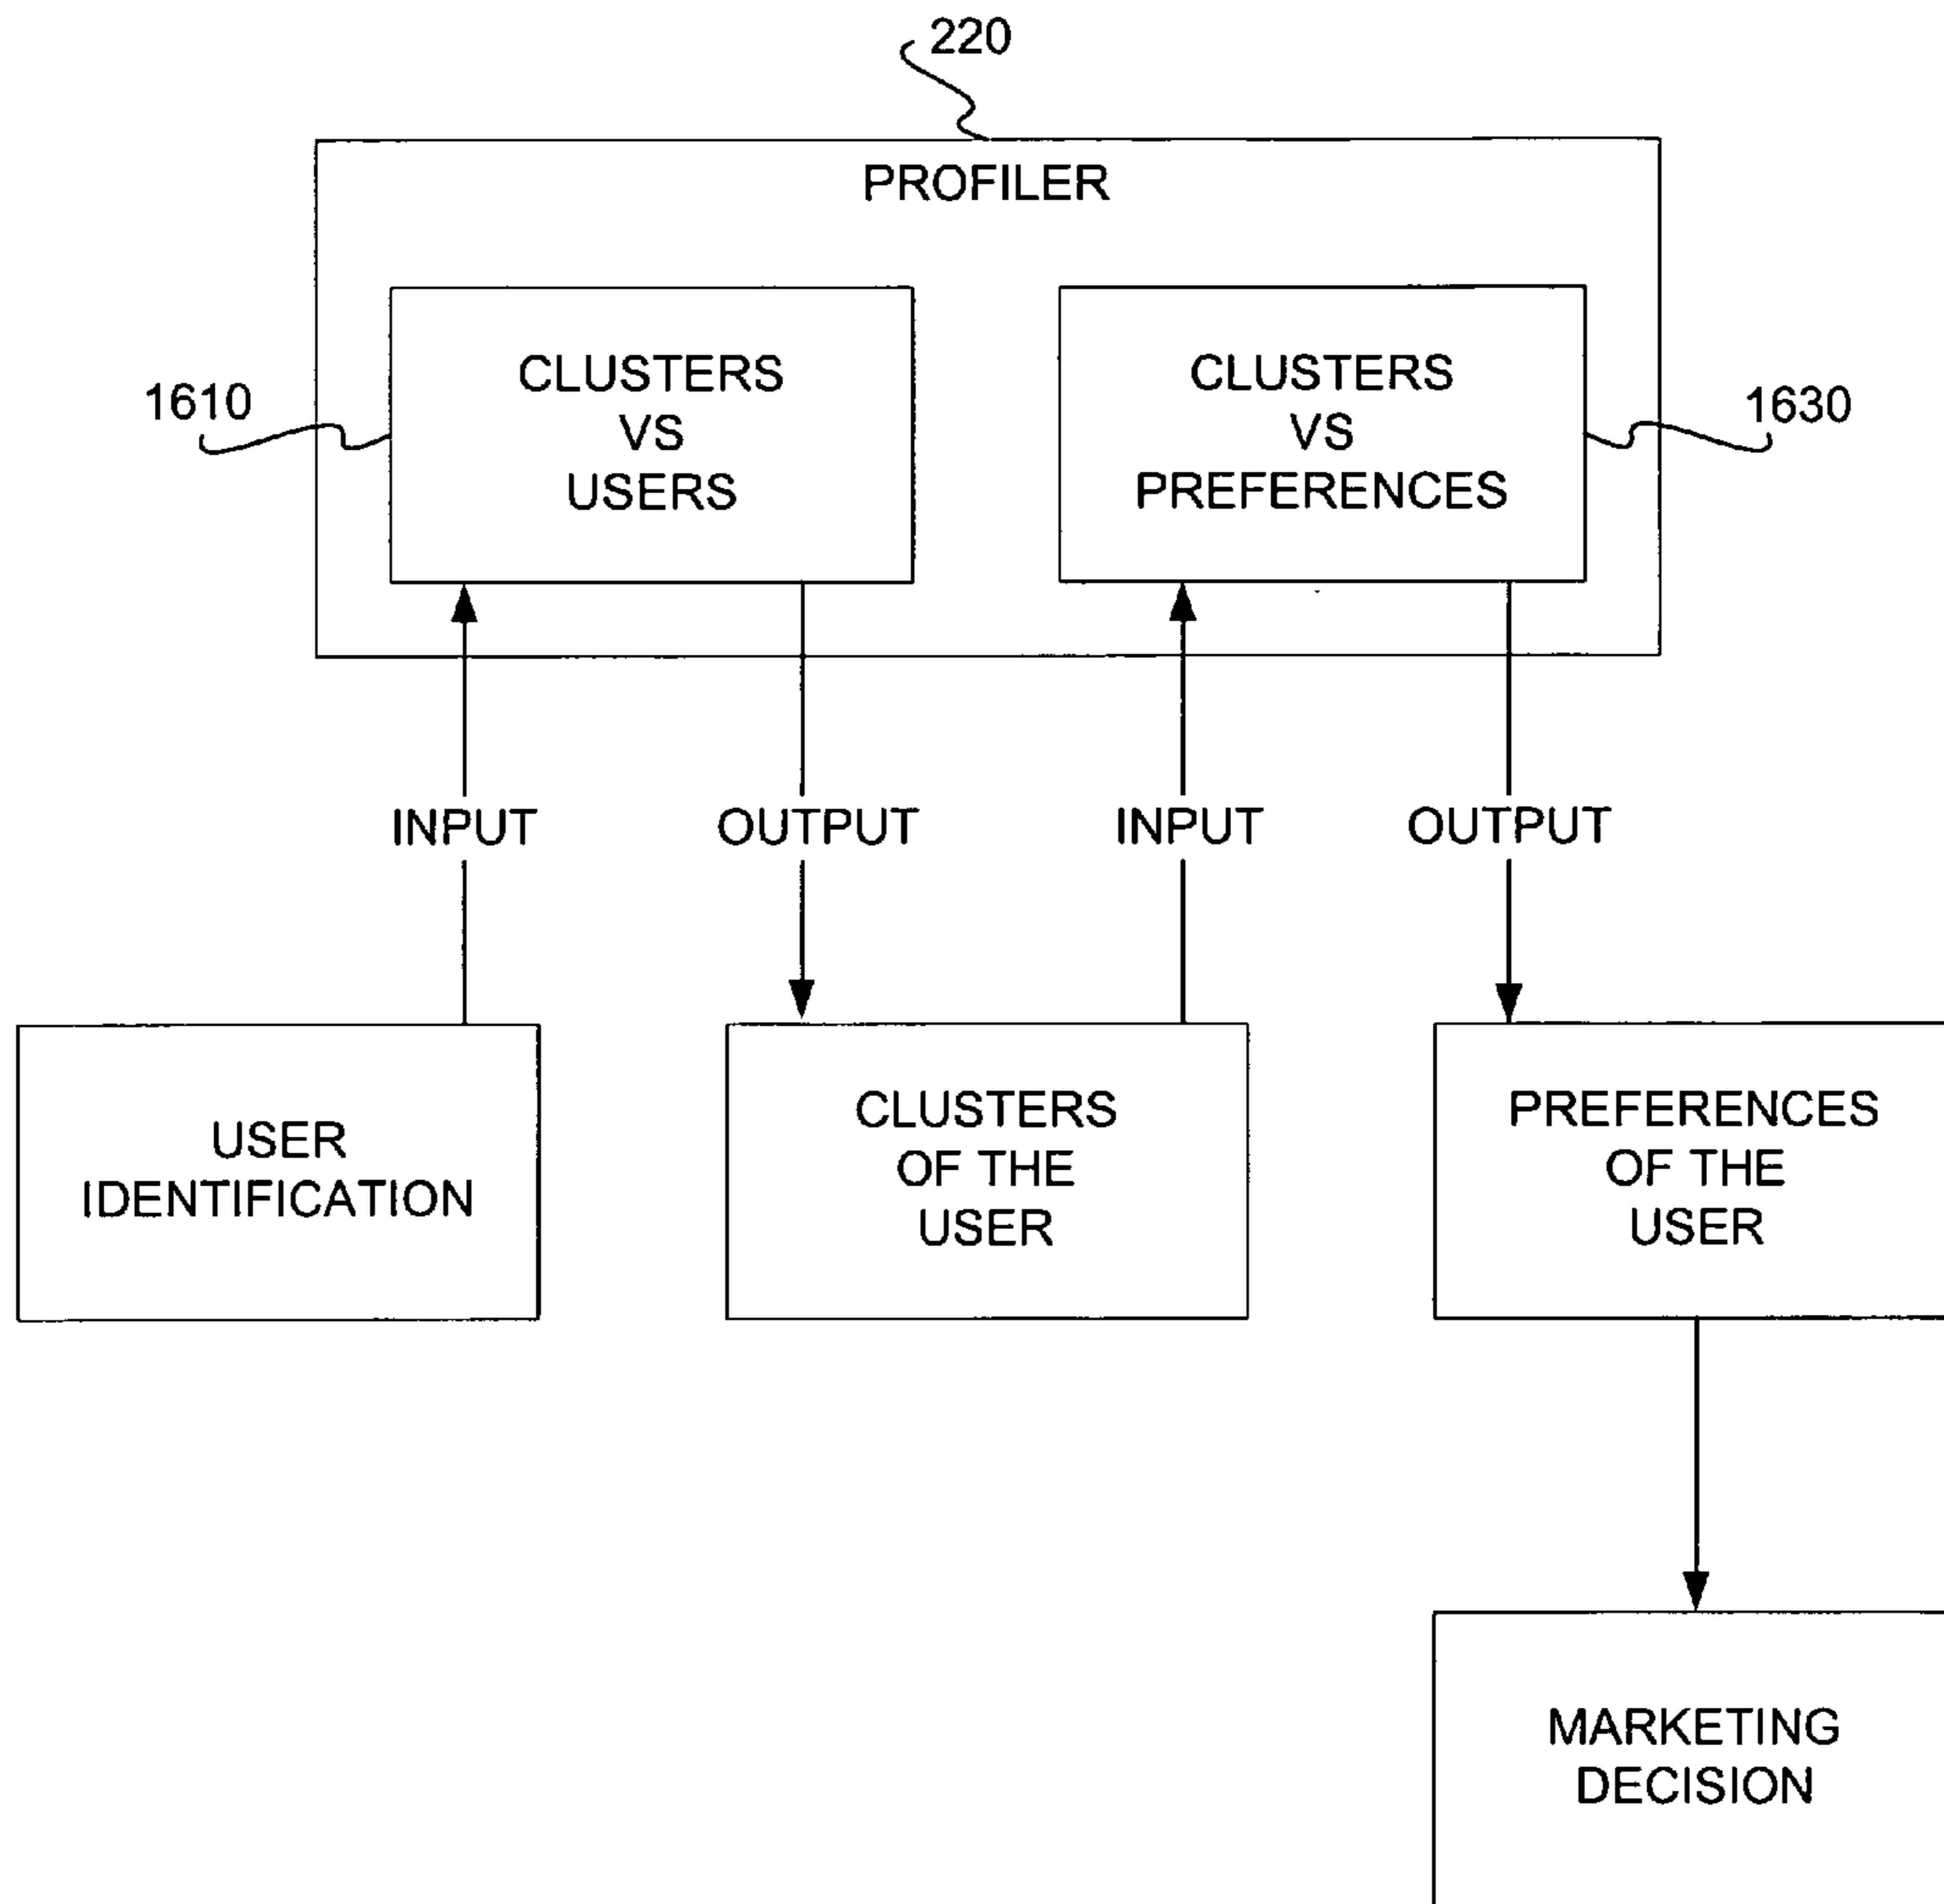 220
PROFILER
CLUSTERS
VS
USERS
CLUSTERS
VS
PREFERENCES
1610
1630
INPUT
OUTPUT
INPUT
OUTPUT
USER
IDENTIFICATION
CLUSTERS
OF THE
USER
PREFERENCES
OF THE
USER
MARKETING
DECISION